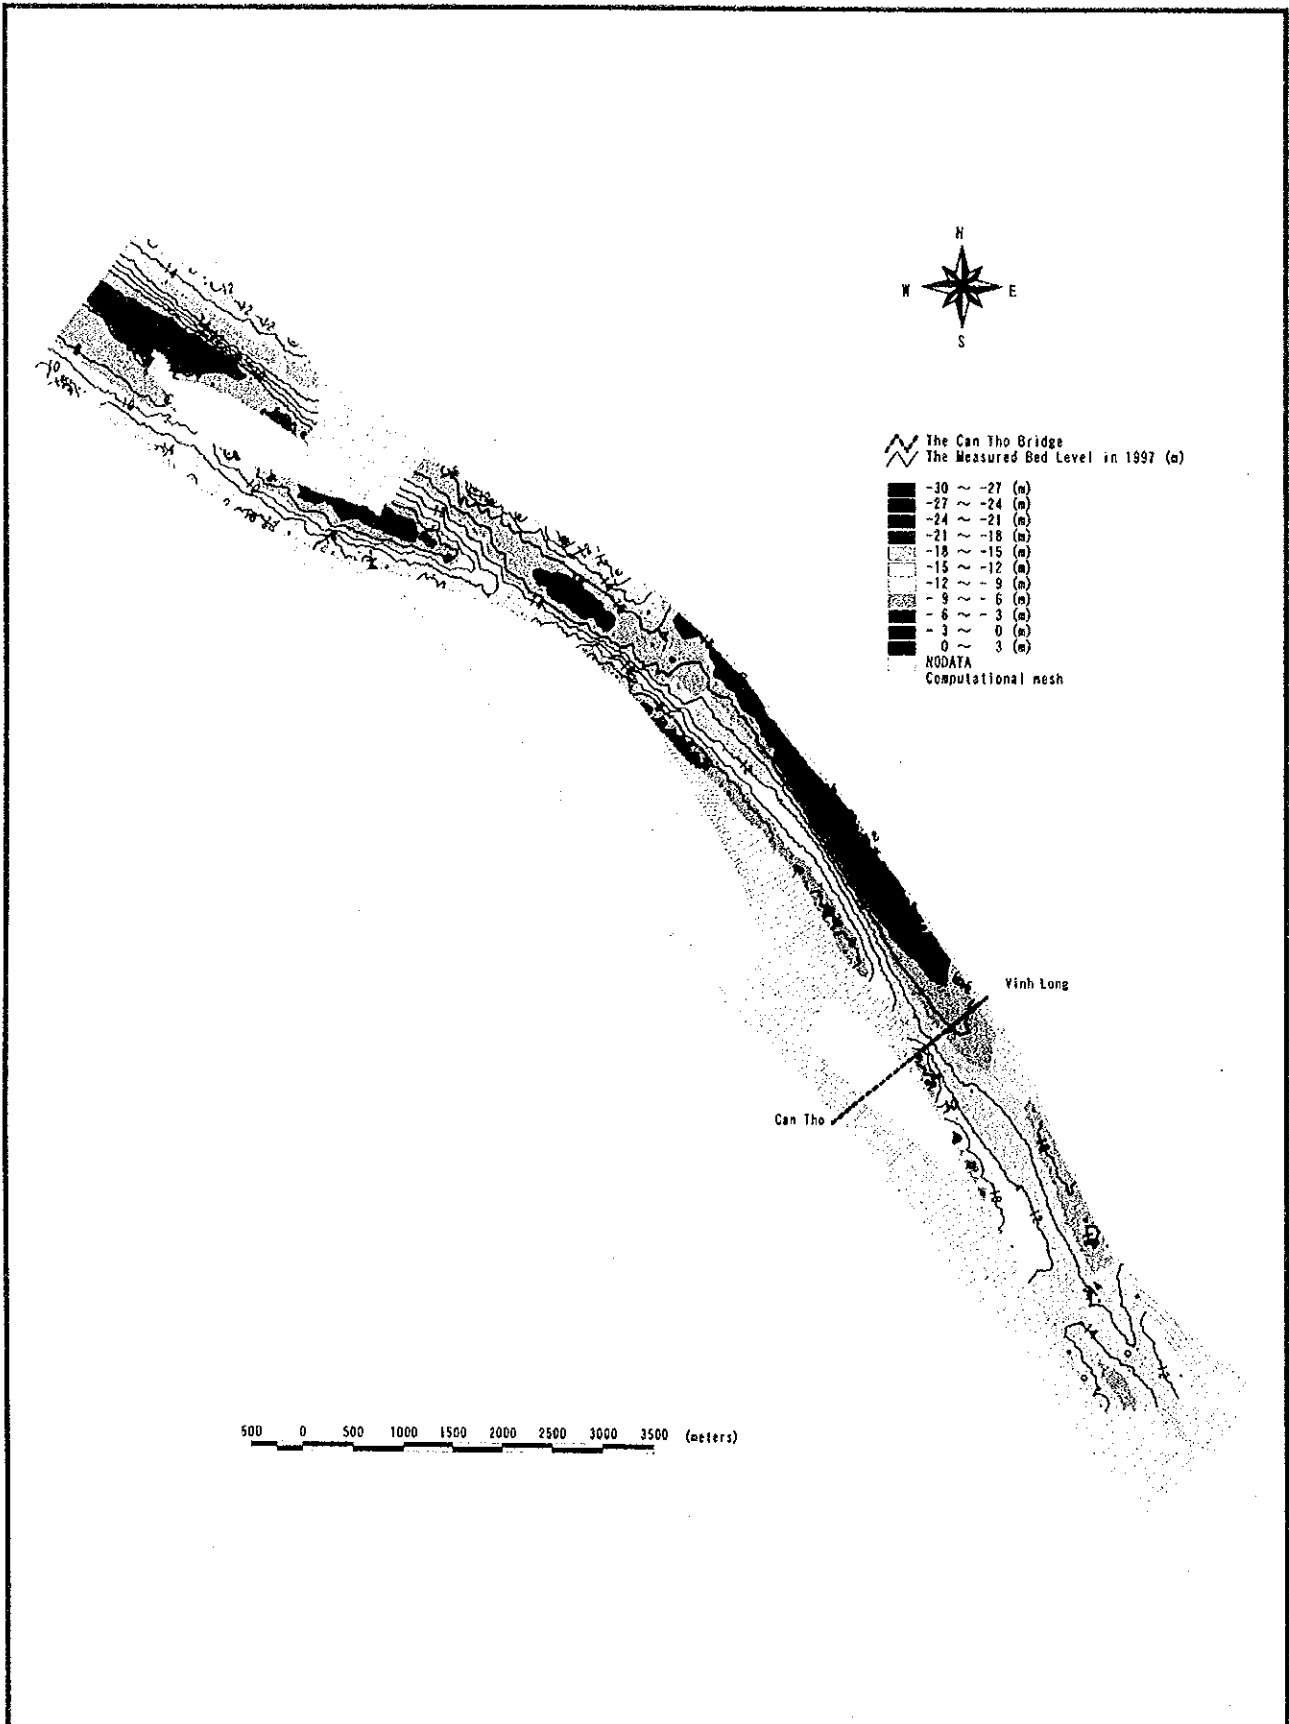 N
W E
S
The Can Tho Bridge
The Measured Bed Level in 1997 (m)
-30 ~ -27 (m)
-27 ~ -24 (m)
-24 ~ -21 (m)
-21 ~ -18 (m)
-18 ~ -15 (m)
-15 ~ -12 (m)
-12 ~ - 9 (m)
- 9 ~ - 6 (m)
- 6 ~ - 3 (m)
- 3 ~ 0 (m)
0 ~ 3 (m)
NODATA
Computational mesh
Vinh Long
Can Tho
500 0 500 1000 1500 2000 2500 3000 3500 (meters)